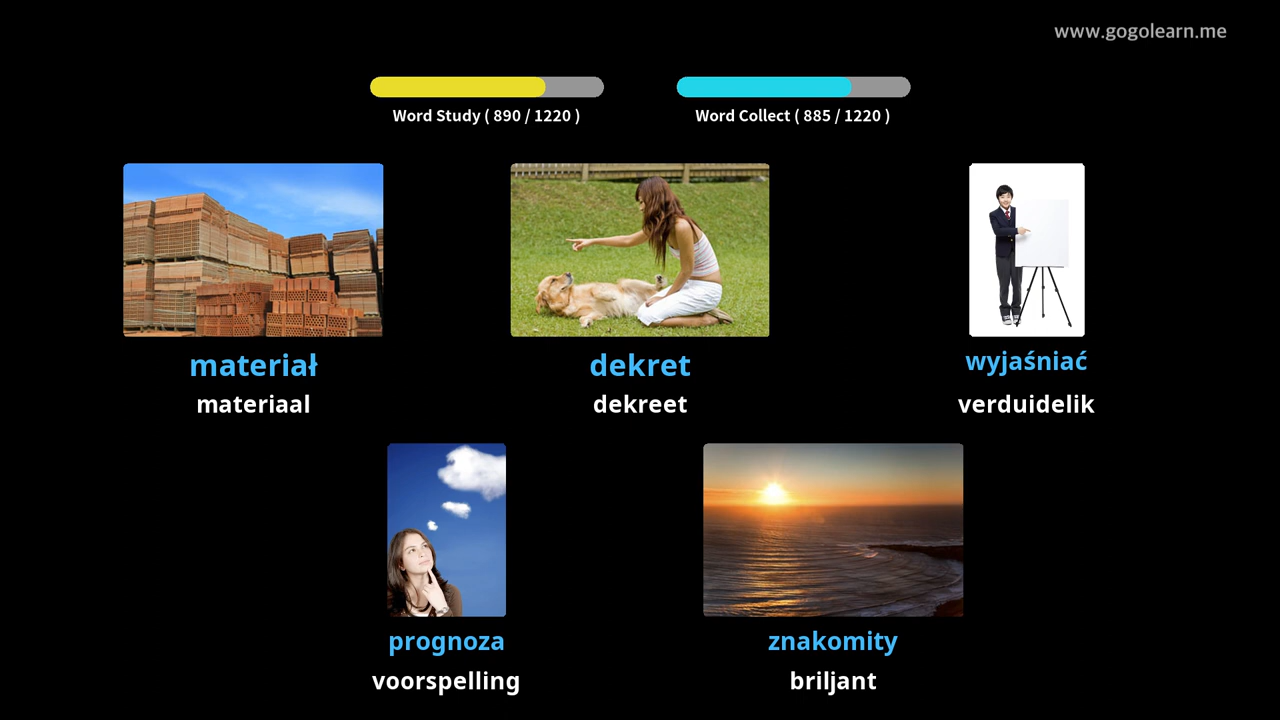 www.gogolearn.me
Word Study ( 890 / 1220 )
Word Collect ( 885 / 1220 )
materiał
materiaal
dekret
dekreet
wyjaśniać
verduidelik
prognoza
voorspelling
znakomity
briljant